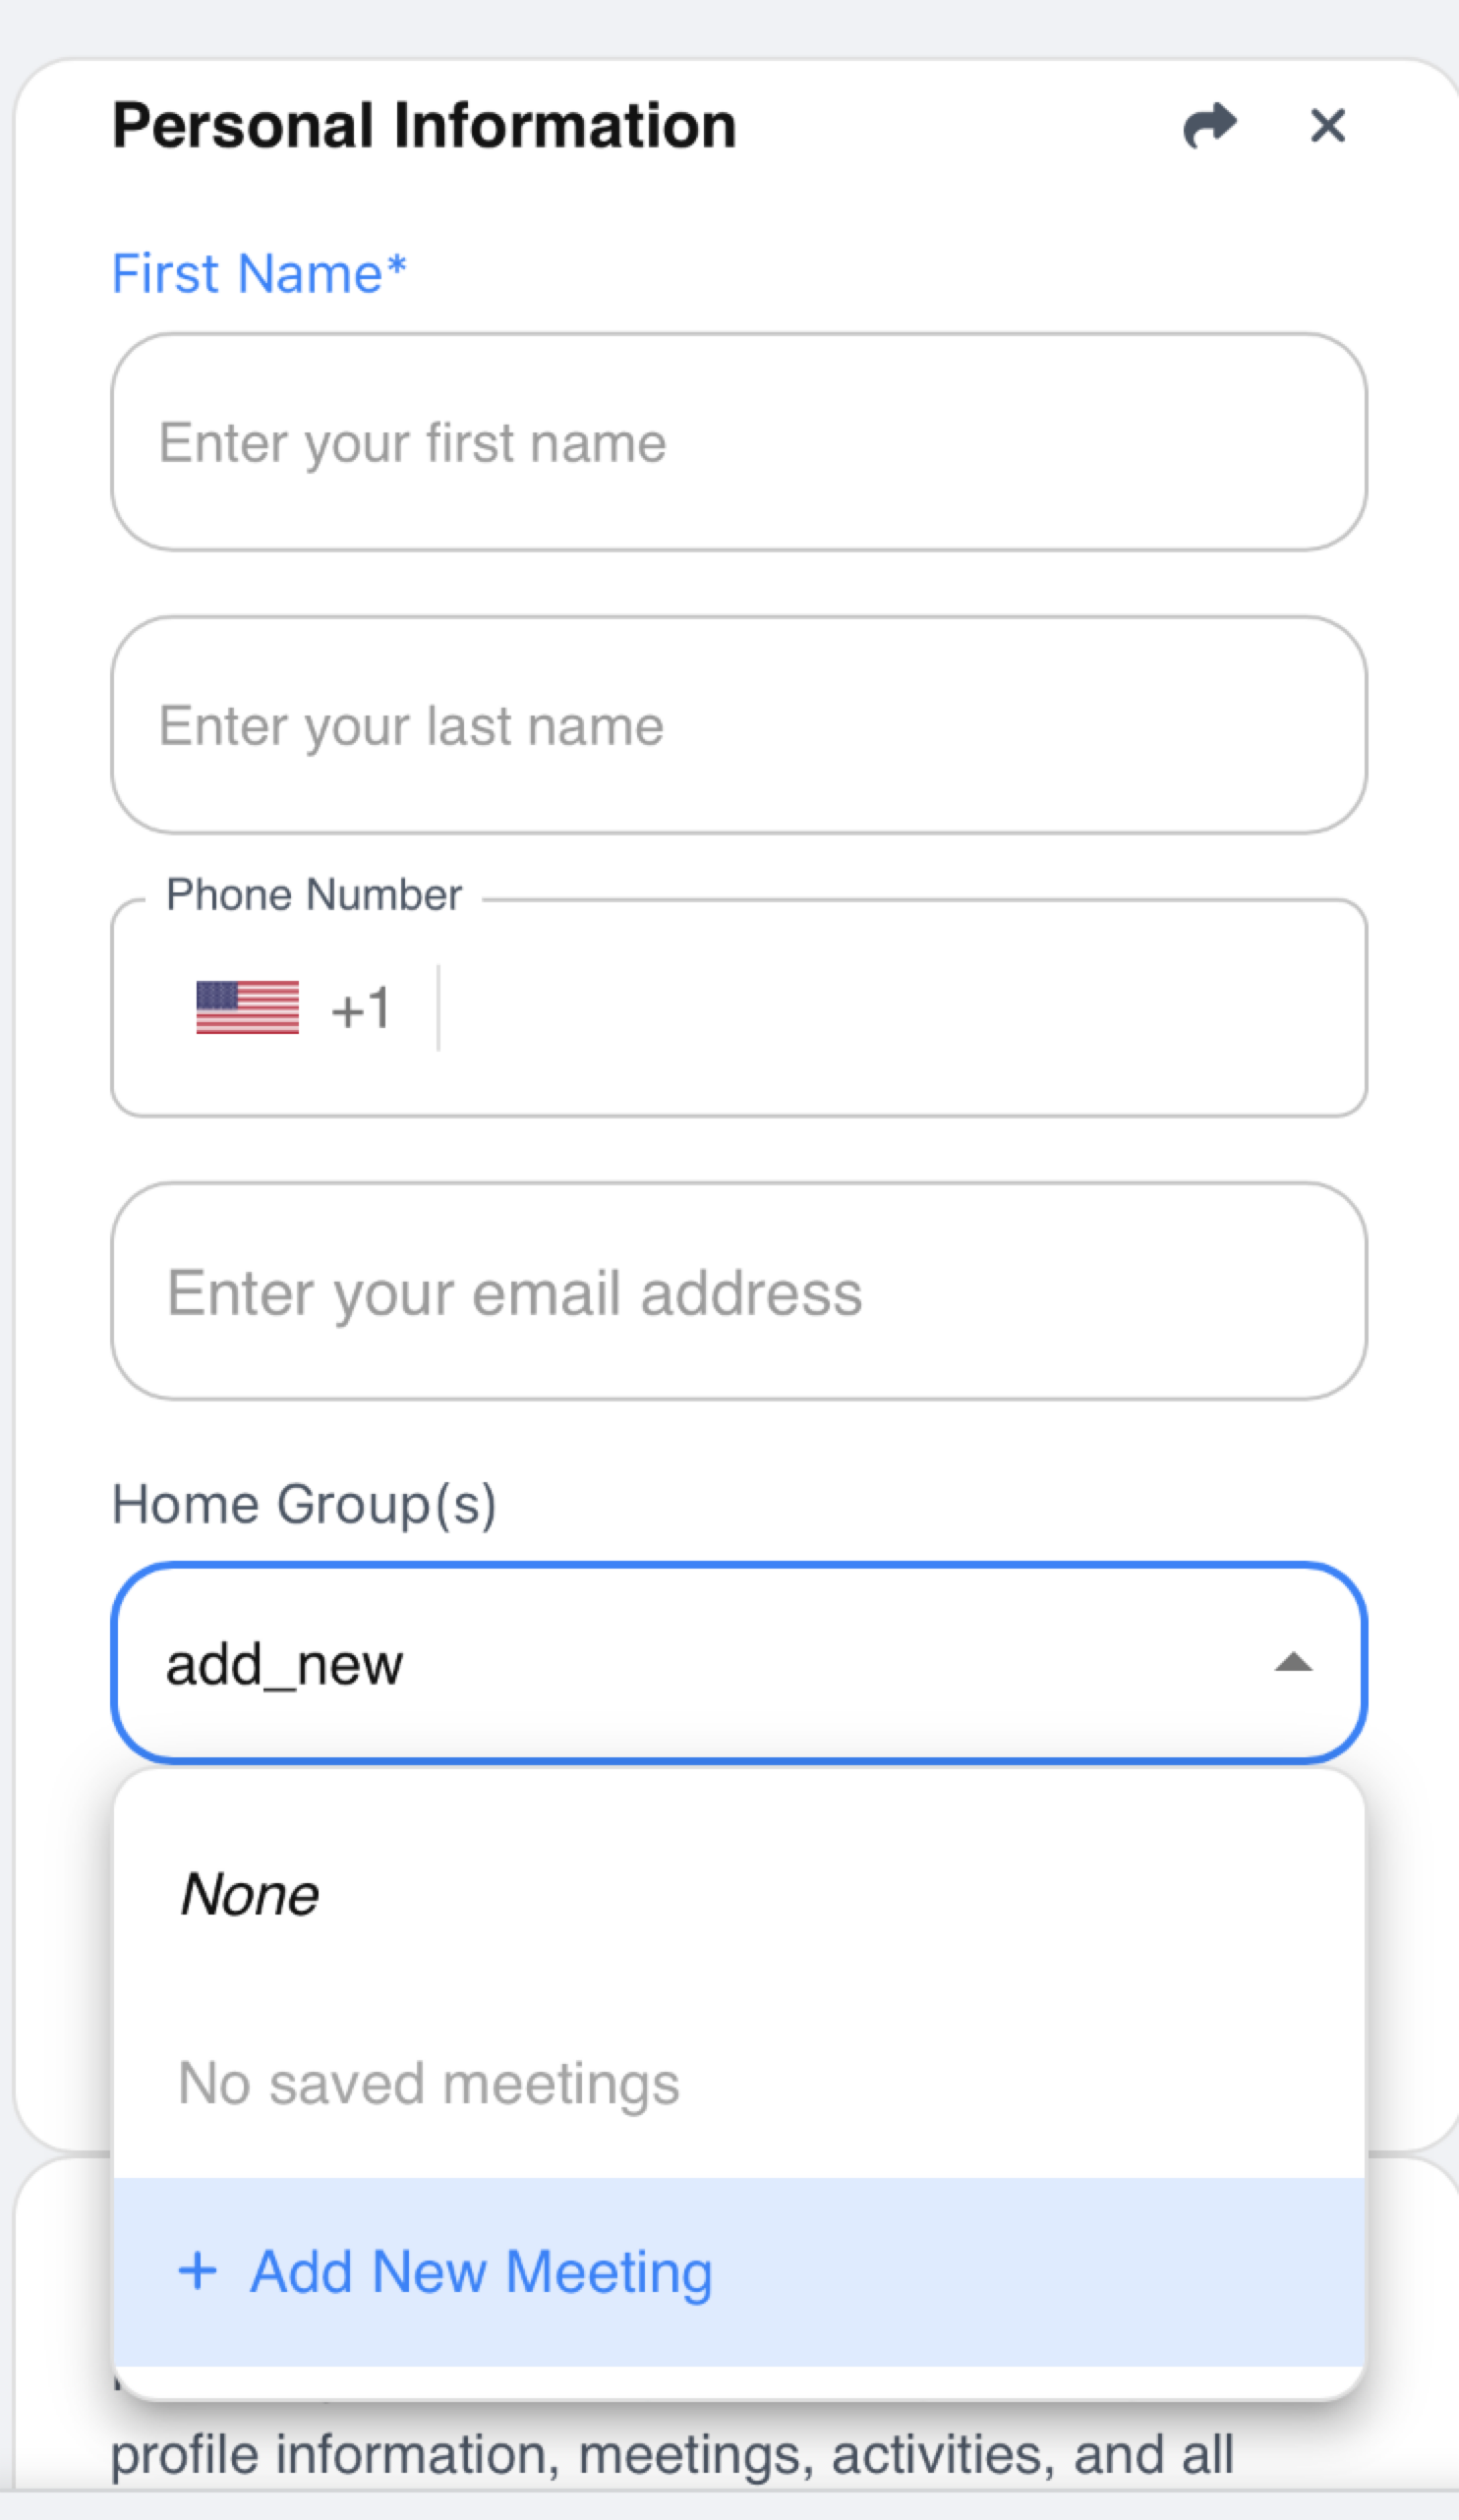 Personal Information
First Name*
Enter your first name
Enter your last name
Phone Number
+1
Enter your email address
Home Group(s)
add_new
None
No saved meetings
+ Add New Meeting
profile information, meetings, activities, and all